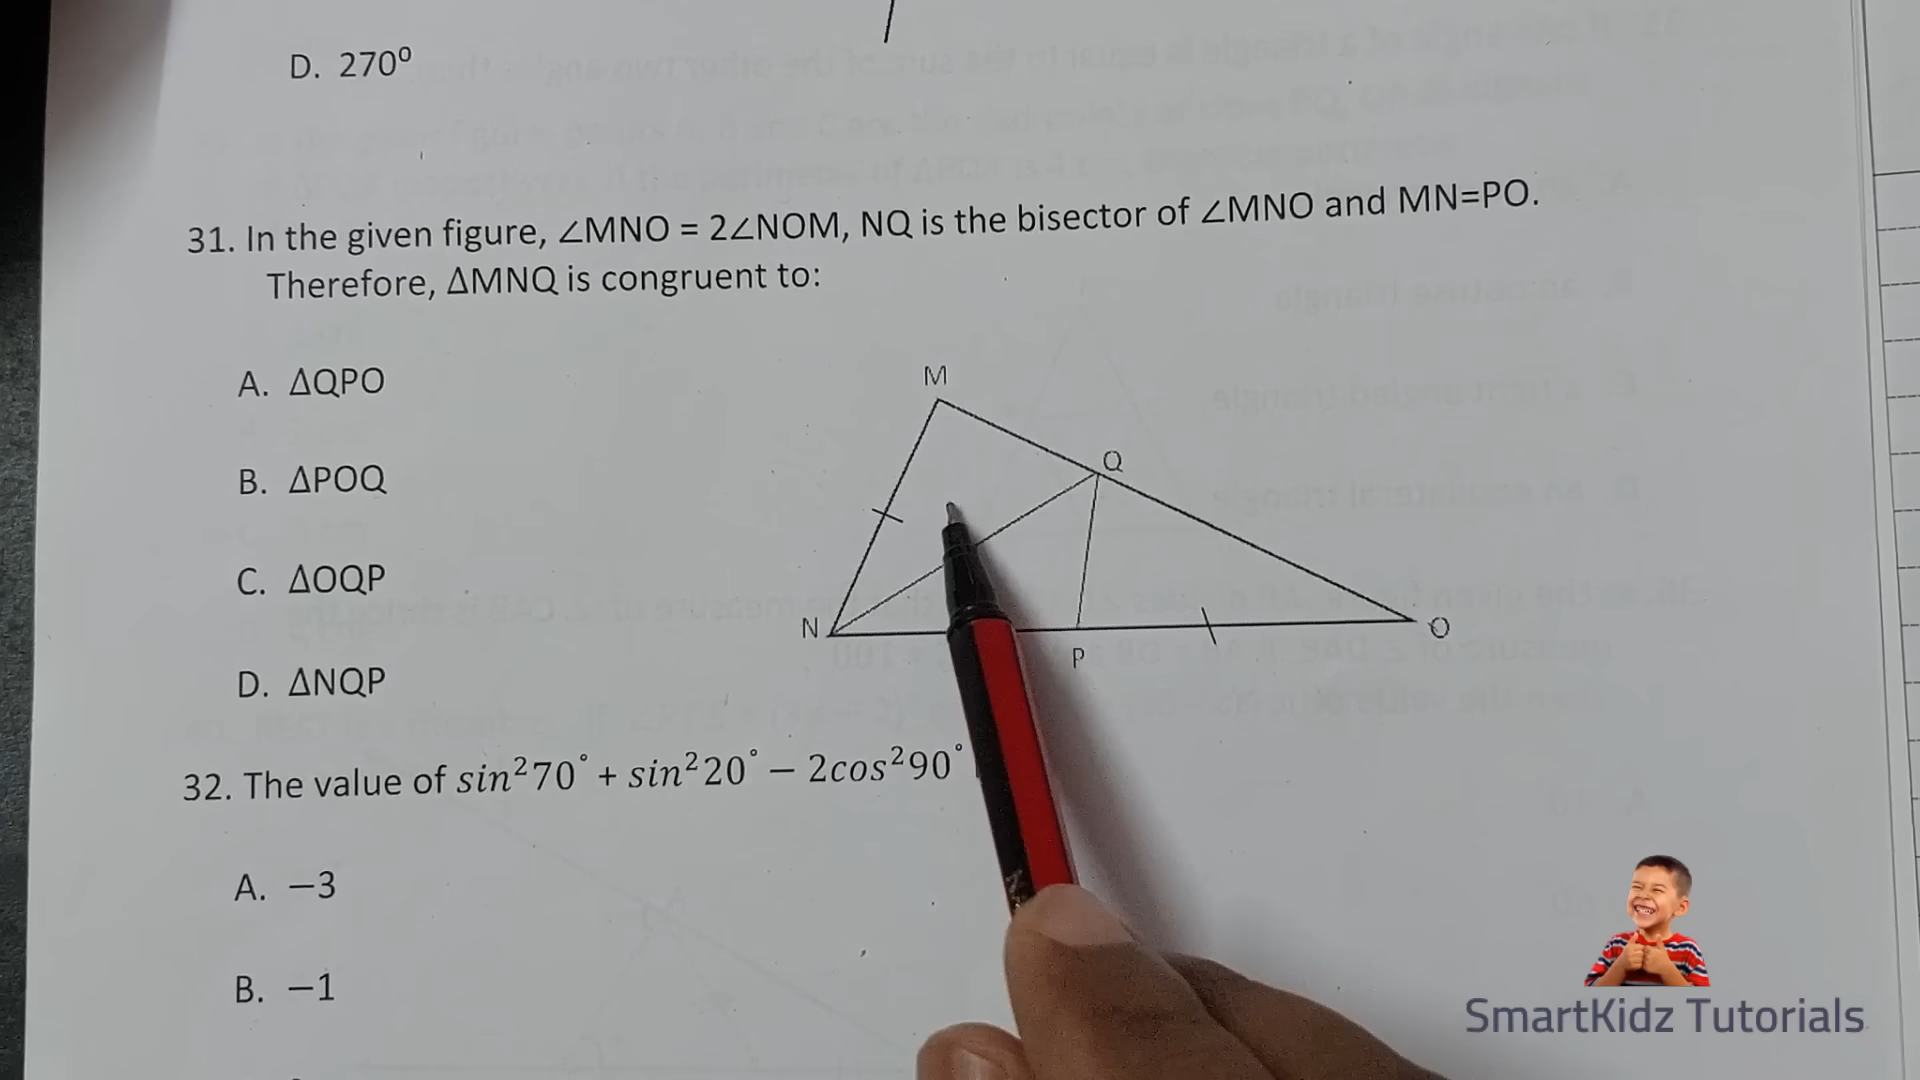 D. 270⁰
31. In the given figure, ∠MNO = 2∠NOM, NQ is the bisector of ∠MNO and MN=PO.
Therefore, ΔMNQ is congruent to:
A. ΔQPO
B. ΔPOQ
C. ΔOQP
D. ΔNQP
M
Q
N
P
O
32. The value of sin²70° + sin²20° − 2cos²90°
A. −3
B. −1
SmartKidz Tutorials